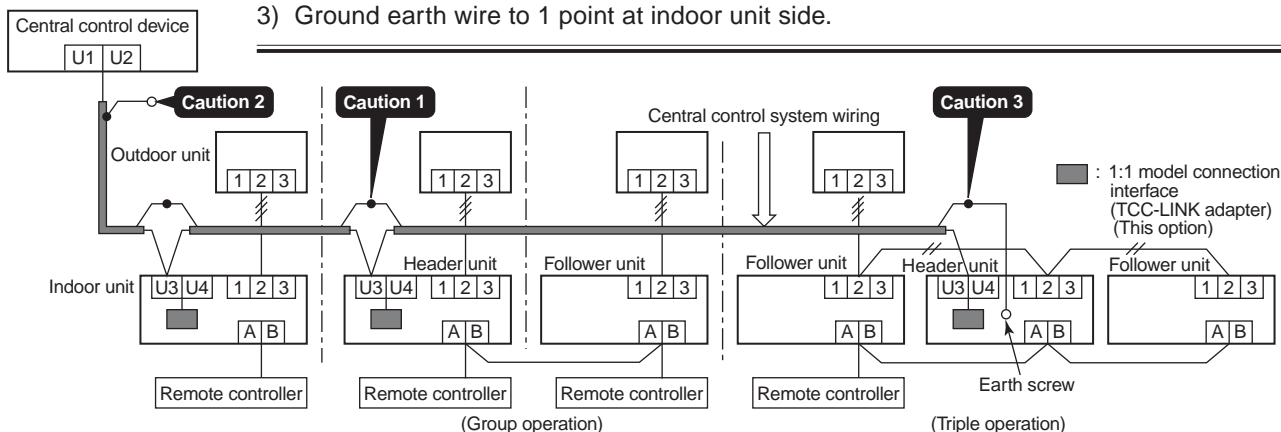 3) Ground earth wire to 1 point at indoor unit side.
Central control device
U1 U2
Caution 2
Caution 1
Caution 3
Central control system wiring
Outdoor unit
1 2 3
1 2 3
1 2 3
1 2 3
: 1:1 model connection
interface
(TCC-LINK adapter)
(This option)
Indoor unit
U3 U4
1 2 3
A B
Header unit
U3 U4
1 2 3
A B
Follower unit
1 2 3
A B
Follower unit
1 2 3
A B
Header unit
U3 U4
1 2 3
A B
Follower unit
1 2 3
A B
Earth screw
Remote controller
Remote controller
Remote controller
Remote controller
(Group operation)
(Triple operation)